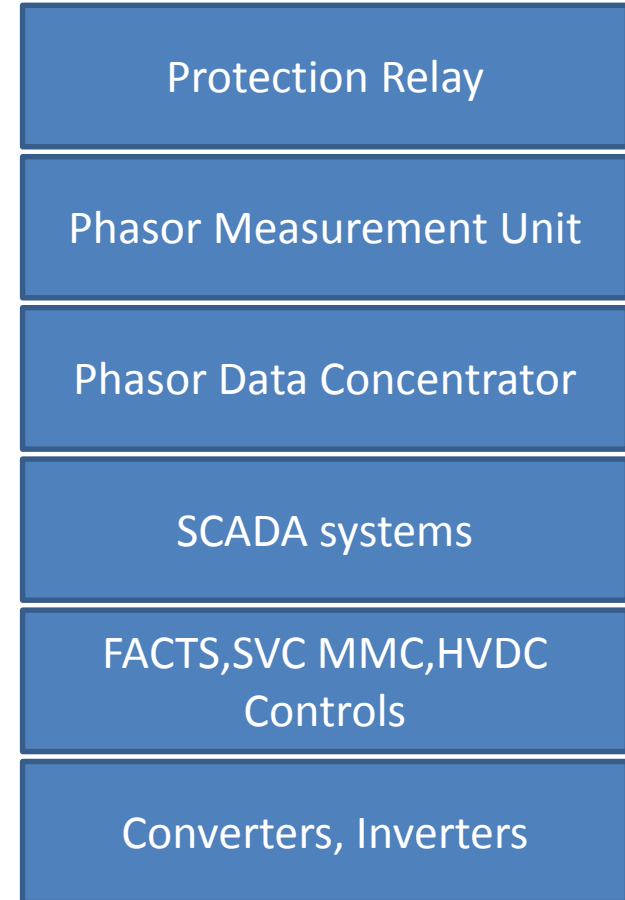 Protection Relay
Phasor Measurement Unit
Phasor Data Concentrator
SCADA systems
FACTS,SVC MMC,HVDC
Controls
Converters, Inverters